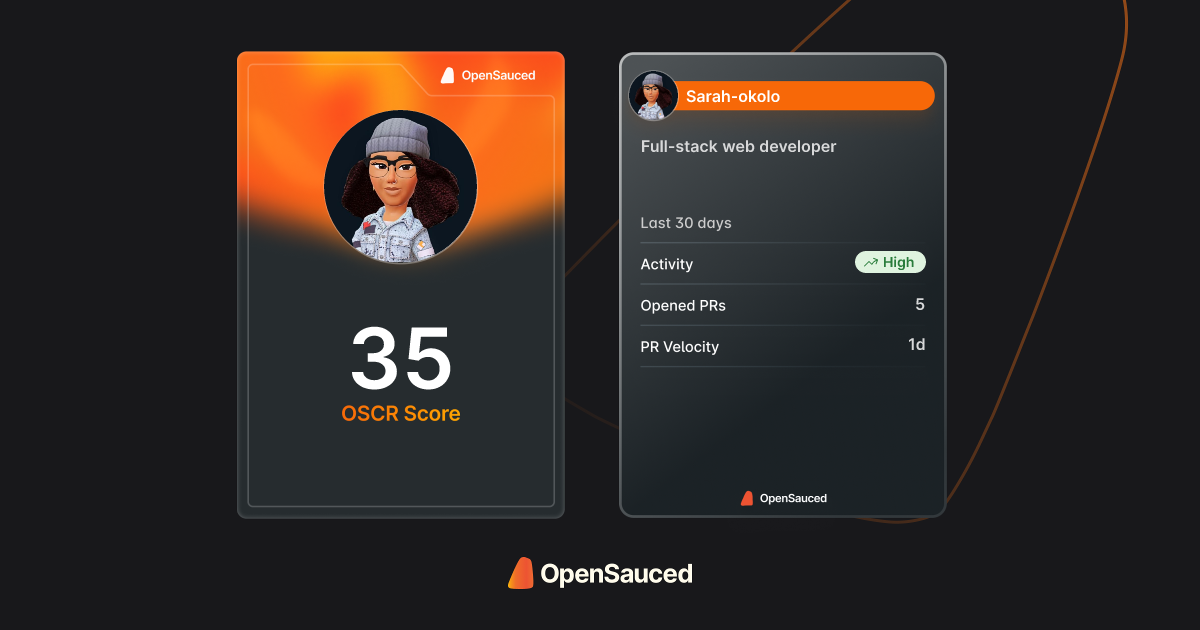 OpenSauced
35
OSCR Score
Sarah-okolo
Full-stack web developer
Last 30 days
Activity
High
Opened PRs
5
PR Velocity
1d
OpenSauced
OpenSauced